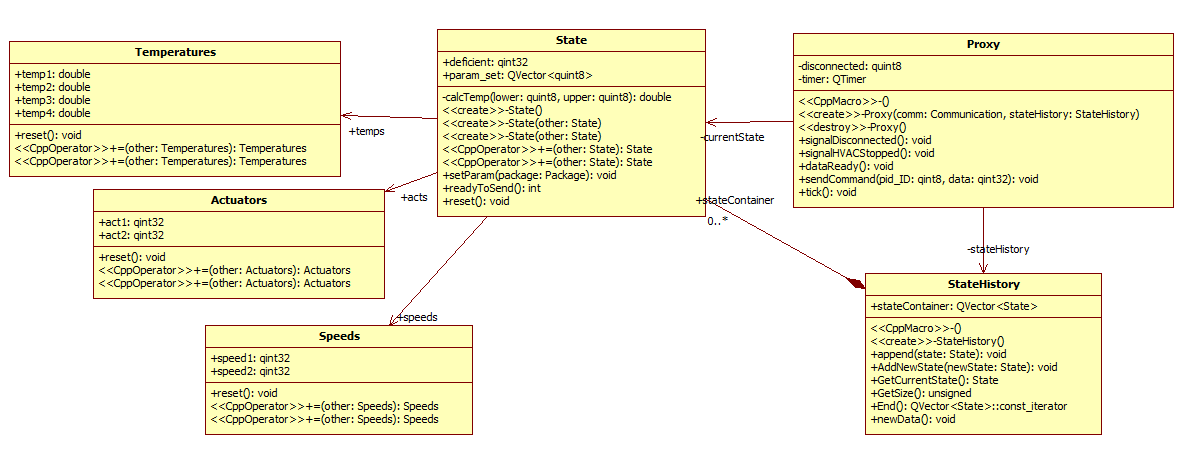 Temperatures
+temp1: double
+temp2: double
+temp3: double
+temp4: double
+reset(): void
<<CppOperator>>+=(other: Temperatures): Temperatures
<<CppOperator>>+=(other: Temperatures): Temperatures
State
+deficient: qint32
+param_set: QVector<quint8>
-calcTemp(lower: quint8, upper: quint8): double
<<create>>-State()
<<create>>-State(other: State)
<<create>>-State(other: State)
<<CppOperator>>+=(other: State): State
<<CppOperator>>+=(other: State): State
+setParam(package: Package): void
+readyToSend(): int
+reset(): void
Proxy
-disconnected: quint8
-timer: QTimer
<<CppMacro>>-()
<<create>>-Proxy(comm: Communication, stateHistory: StateHistory)
<<destroy>>-Proxy()
+signalDisconnected(): void
+signalHVACStopped(): void
+dataReady(): void
+sendCommand(pid_ID: quint8, data: qint32): void
+tick(): void
+temps
-currentState
+acts
+stateContainer
0..*
Actuators
+act1: qint32
+act2: qint32
+reset(): void
<<CppOperator>>+=(other: Actuators): Actuators
<<CppOperator>>+=(other: Actuators): Actuators
-stateHistory
+speeds
Speeds
+speed1: qint32
+speed2: qint32
+reset(): void
<<CppOperator>>+=(other: Speeds): Speeds
<<CppOperator>>+=(other: Speeds): Speeds
StateHistory
+stateContainer: QVector<State>
<<CppMacro>>-()
<<create>>-StateHistory()
+append(state: State): void
+AddNewState(newState: State): void
+GetCurrentState(): State
+GetSize(): unsigned
+End(): QVector<State>::const_iterator
+newData(): void